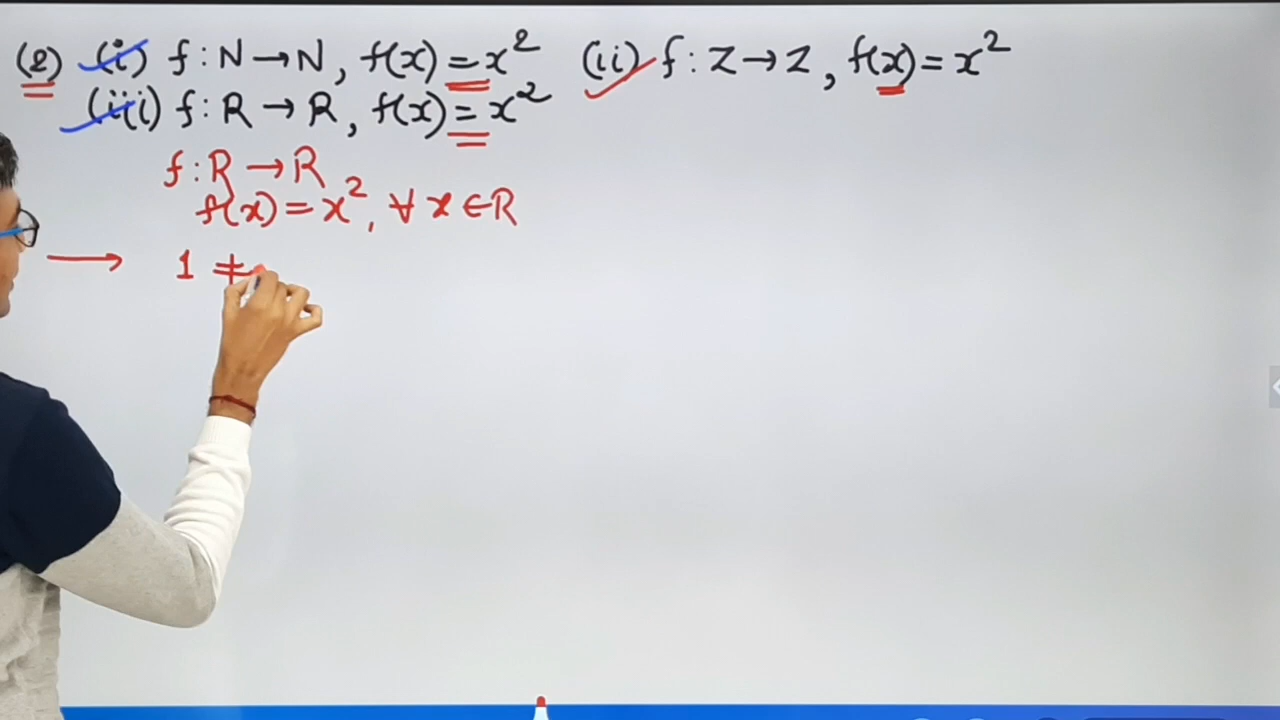 (2) (i) f : N → N, f(x) = x² (ii) f : Z → Z, f(x) = x²
(iii) f : R → R, f(x) = x²
f : R → R
f(x) = x², ∀ x ∈ R
→ 1 ≠